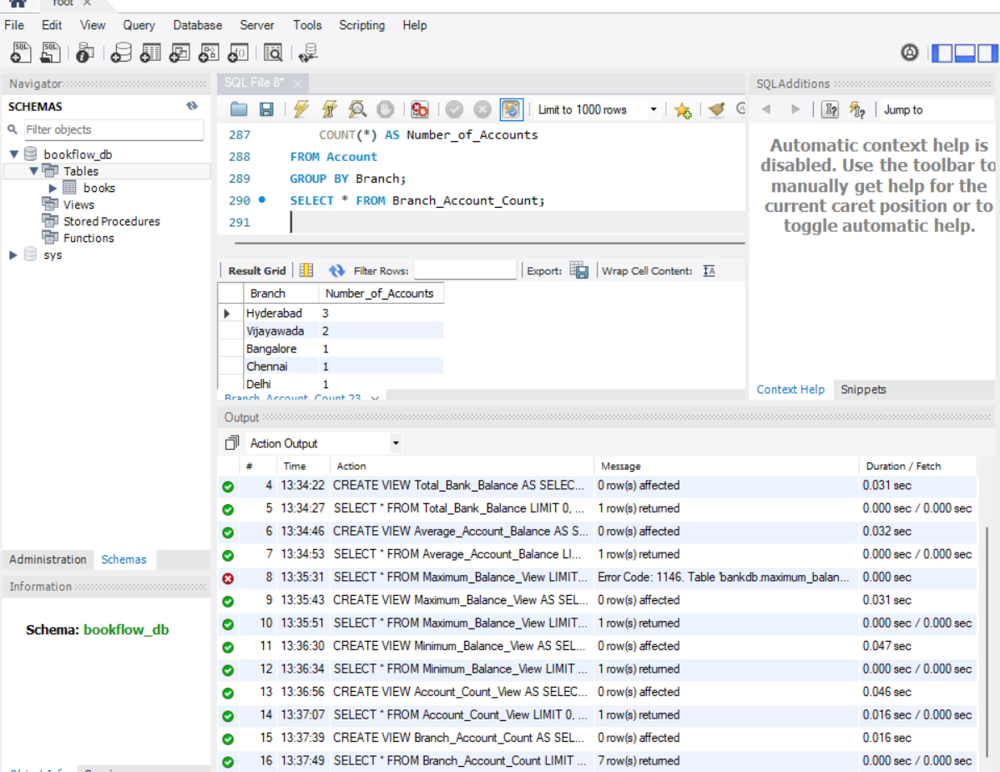 root ×
File Edit View Query Database Server Tools Scripting Help
Navigator
SCHEMAS
Filter objects
bookflow_db
Tables
books
Views
Stored Procedures
Functions
sys
Administration Schemas
Information
Schema: bookflow_db
SQL File 8* ×
Limit to 1000 rows
287 COUNT(*) AS Number_of_Accounts
288 FROM Account
289 GROUP BY Branch;
290 SELECT * FROM Branch_Account_Count;
291
Result Grid Filter Rows: Export: Wrap Cell Content:
Branch Number_of_Accounts
Hyderabad 3
Vijayawada 2
Bangalore 1
Chennai 1
Delhi 1
Branch_Account_Count 23
SQLAdditions
Jump to
Automatic context help is
disabled. Use the toolbar to
manually get help for the
current caret position or to
toggle automatic help.
Context Help Snippets
Output
Action Output
# Time Action Message Duration / Fetch
4 13:34:22 CREATE VIEW Total_Bank_Balance AS SELEC... 0 row(s) affected 0.031 sec
5 13:34:27 SELECT * FROM Total_Bank_Balance LIMIT 0, ... 1 row(s) returned 0.000 sec / 0.000 sec
6 13:34:46 CREATE VIEW Average_Account_Balance AS S... 0 row(s) affected 0.032 sec
7 13:34:53 SELECT * FROM Average_Account_Balance LI... 1 row(s) returned 0.000 sec / 0.000 sec
8 13:35:31 SELECT * FROM Maximum_Balance_View LIMIT... Error Code: 1146. Table 'bankdb.maximum_balan... 0.000 sec
9 13:35:43 CREATE VIEW Maximum_Balance_View AS SEL... 0 row(s) affected 0.031 sec
10 13:35:51 SELECT * FROM Maximum_Balance_View LIMIT... 1 row(s) returned 0.000 sec / 0.000 sec
11 13:36:30 CREATE VIEW Minimum_Balance_View AS SEL... 0 row(s) affected 0.047 sec
12 13:36:34 SELECT * FROM Minimum_Balance_View LIMIT ... 1 row(s) returned 0.000 sec / 0.000 sec
13 13:36:56 CREATE VIEW Account_Count_View AS SELEC... 0 row(s) affected 0.046 sec
14 13:37:07 SELECT * FROM Account_Count_View LIMIT 0, ... 1 row(s) returned 0.016 sec / 0.000 sec
15 13:37:39 CREATE VIEW Branch_Account_Count AS SEL... 0 row(s) affected 0.016 sec
16 13:37:49 SELECT * FROM Branch_Account_Count LIMIT ... 7 row(s) returned 0.000 sec / 0.000 sec